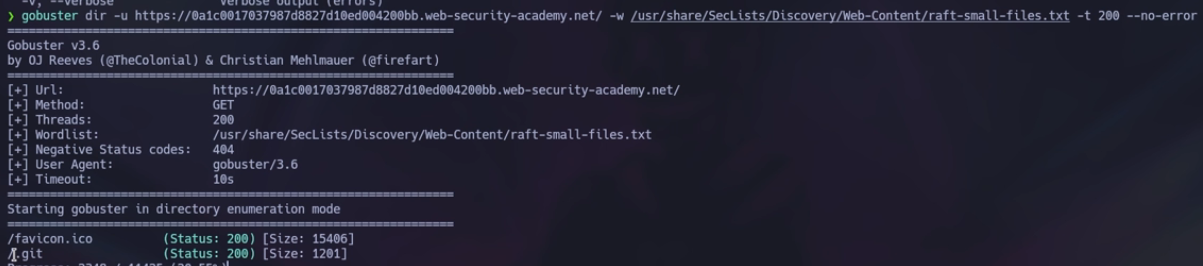 -v, --verbose Verbose output (errors)
❯ gobuster dir -u https://0a1c0017037987d8827d10ed004200bb.web-security-academy.net/ -w /usr/share/SecLists/Discovery/Web-Content/raft-small-files.txt -t 200 --no-error
===============================================================
Gobuster v3.6
by OJ Reeves (@TheColonial) & Christian Mehlmauer (@firefart)
===============================================================
[+] Url: https://0a1c0017037987d8827d10ed004200bb.web-security-academy.net/
[+] Method: GET
[+] Threads: 200
[+] Wordlist: /usr/share/SecLists/Discovery/Web-Content/raft-small-files.txt
[+] Negative Status codes: 404
[+] User Agent: gobuster/3.6
[+] Timeout: 10s
===============================================================
Starting gobuster in directory enumeration mode
===============================================================
/favicon.ico (Status: 200) [Size: 15406]
/.git (Status: 200) [Size: 1201]